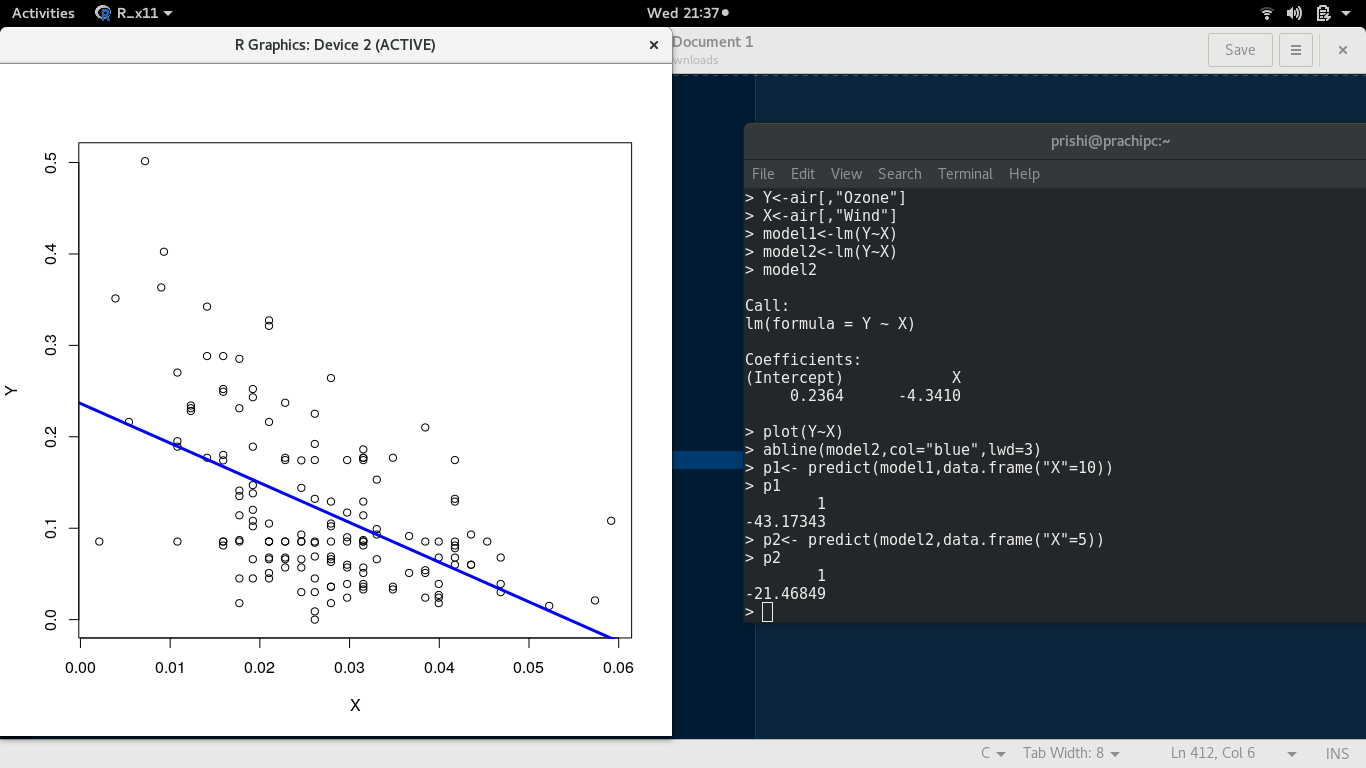 Activities R_x11 Wed 21:37
R Graphics: Device 2 (ACTIVE)
Document 1
wnloads
Save
0.5
0.4
0.3
0.2
0.1
0.0
Y
0.00 0.01 0.02 0.03 0.04 0.05 0.06
X
prishi@prachipc:~
File Edit View Search Terminal Help
> Y<-air[,"Ozone"]
> X<-air[,"Wind"]
> model1<-lm(Y~X)
> model2<-lm(Y~X)
> model2
Call:
lm(formula = Y ~ X)
Coefficients:
(Intercept) X
0.2364 -4.3410
> plot(Y~X)
> abline(model2,col="blue",lwd=3)
> p1<- predict(model1,data.frame("X"=10))
> p1
1
-43.17343
> p2<- predict(model2,data.frame("X"=5))
> p2
1
-21.46849
>
C Tab Width: 8 Ln 412, Col 6 INS